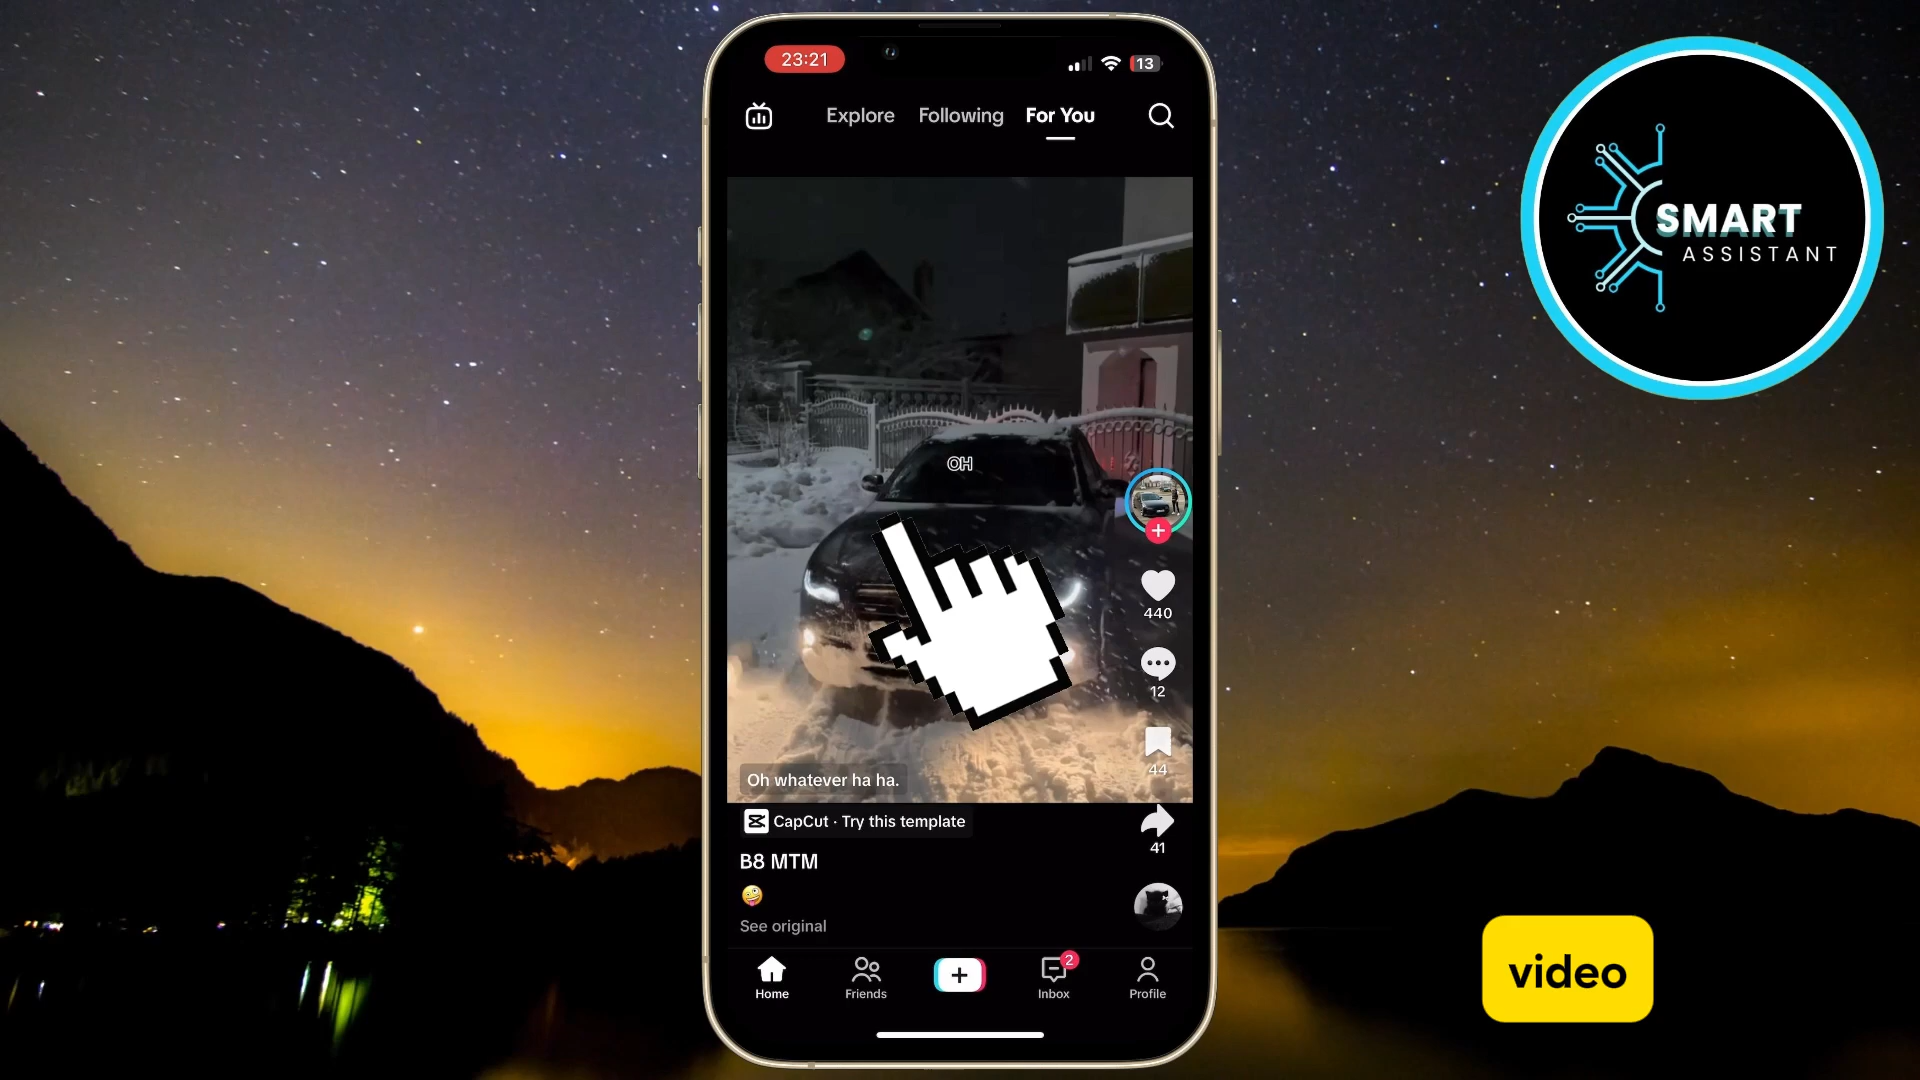 23:21
13
Explore
Following
For You
SMART
ASSISTANT
OH
440
12
44
Oh whatever ha ha.
CapCut · Try this template
41
B8 MTM
See original
2
Home
Friends
Inbox
Profile
video